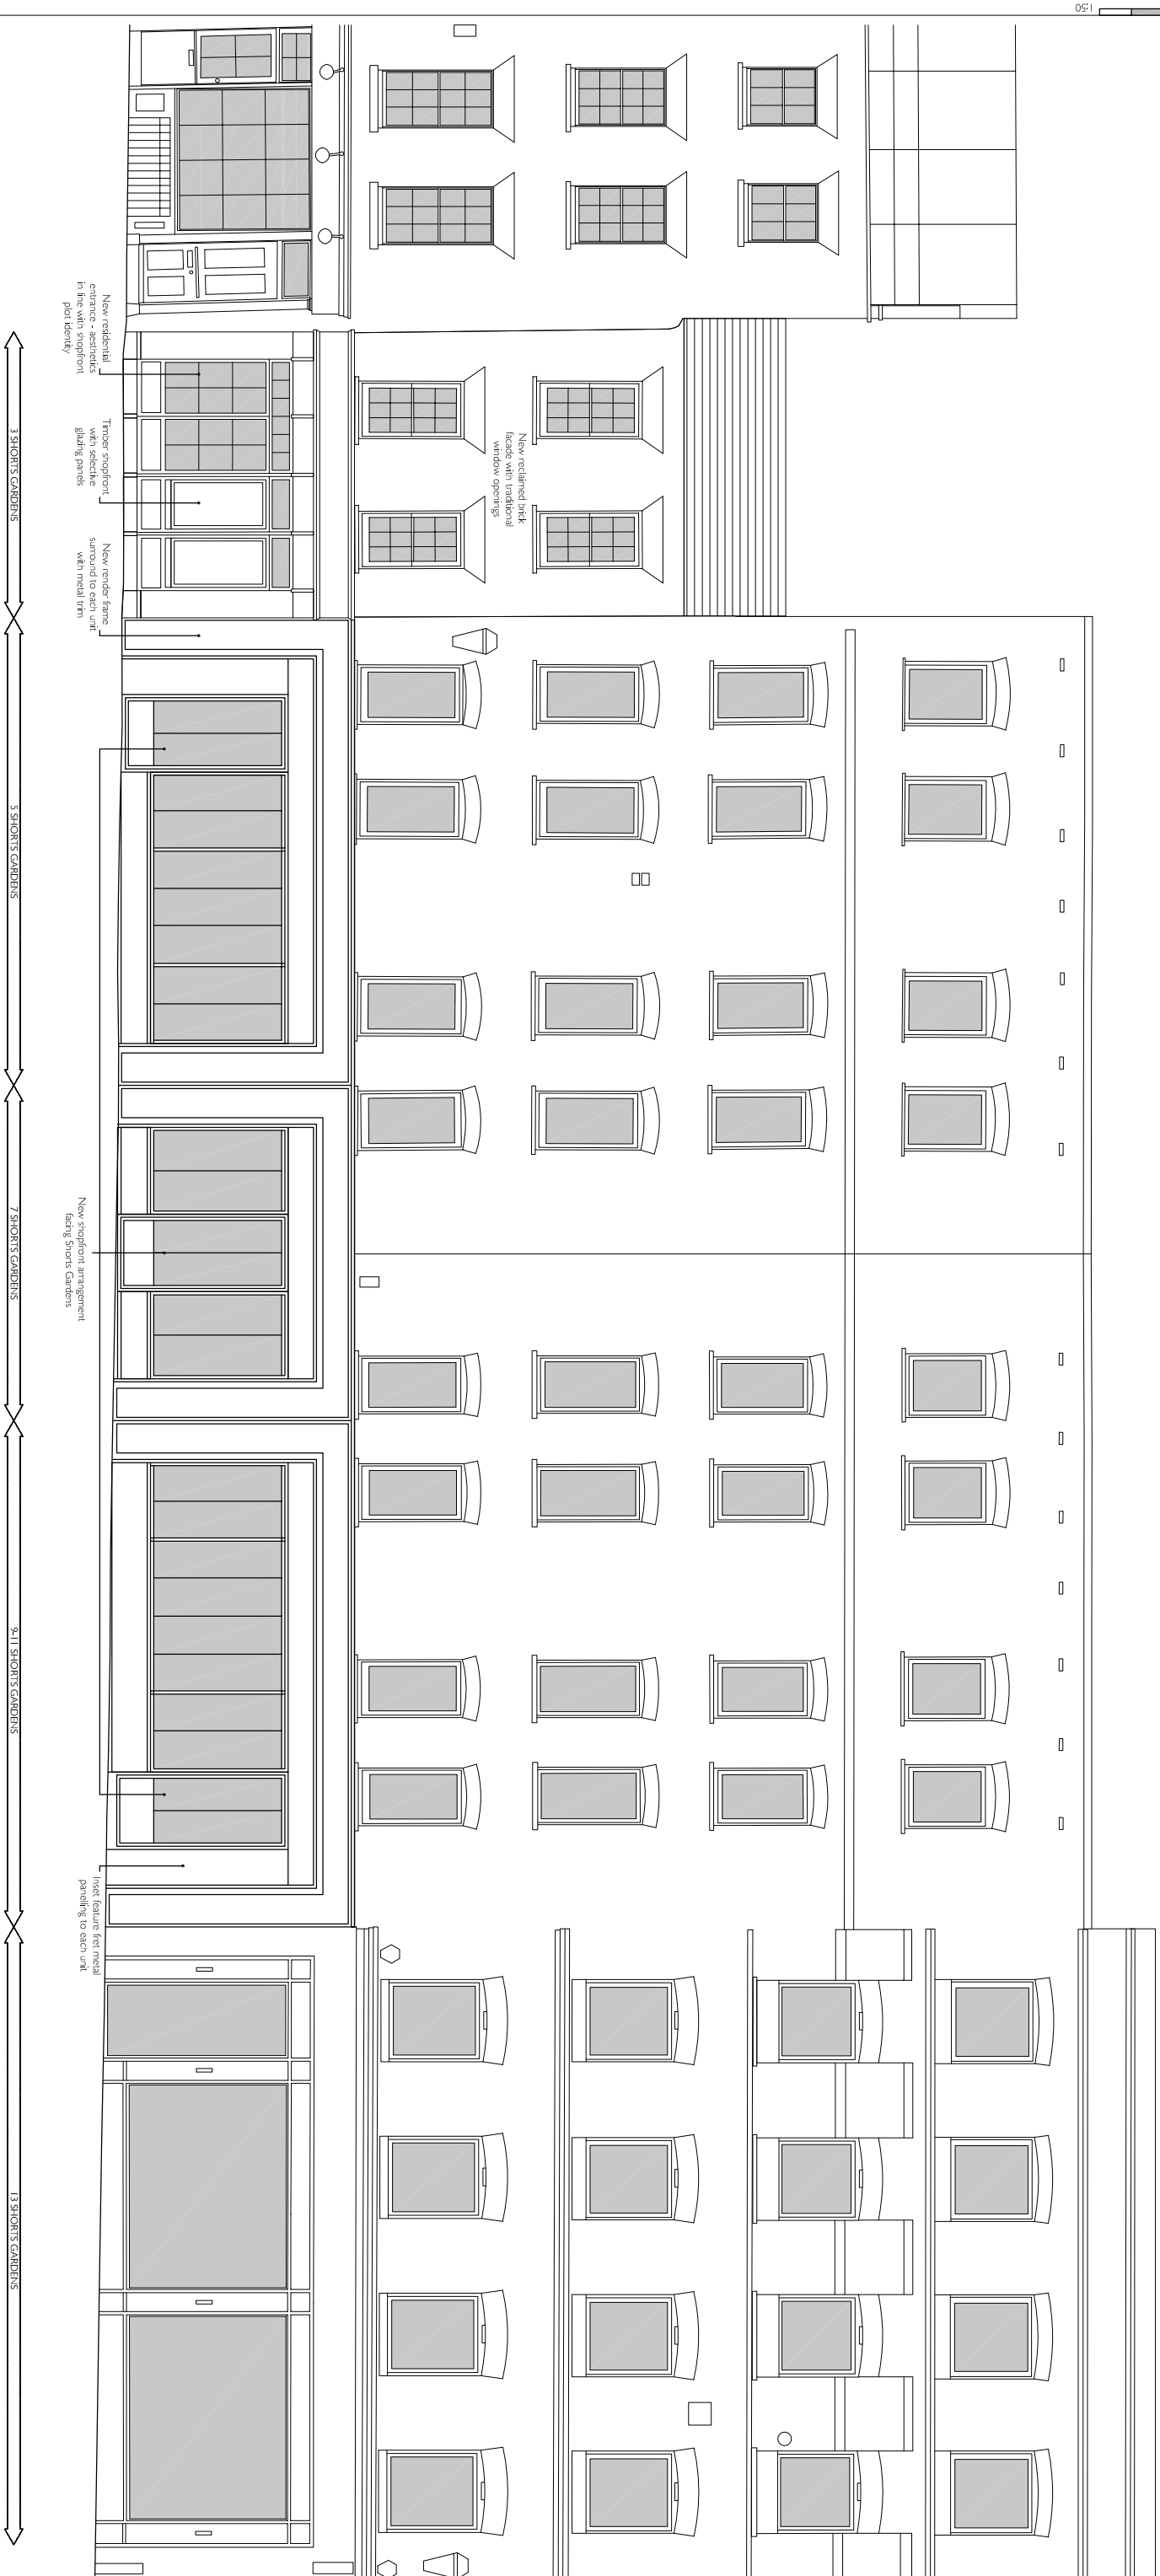 1:50
New residential
entrance - aesthetics
in line with shopfront
plot identity
Timber shopfront
with selective
glazing panels
New render frame
surround to each unit
with metal trim
New reclaimed brick
facade with traditional
window openings
New shopfront arrangement
facing Shorts Gardens
Inset feature fret metal
panelling to each unit
3 SHORTS GARDENS
5 SHORTS GARDENS
7 SHORTS GARDENS
9-11 SHORTS GARDENS
13 SHORTS GARDENS